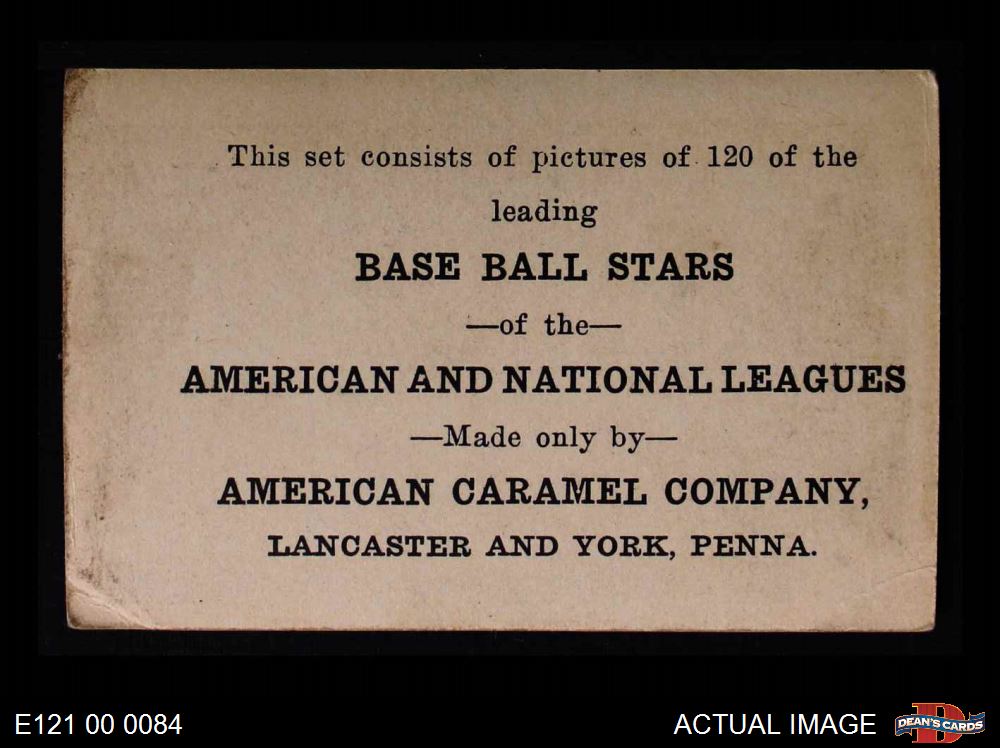 This set consists of pictures of 120 of the
leading
BASE BALL STARS
—of the—
AMERICAN AND NATIONAL LEAGUES
—Made only by—
AMERICAN CARAMEL COMPANY,
LANCASTER AND YORK, PENNA.
E121 00 0084
ACTUAL IMAGE
DEAN'S CARDS